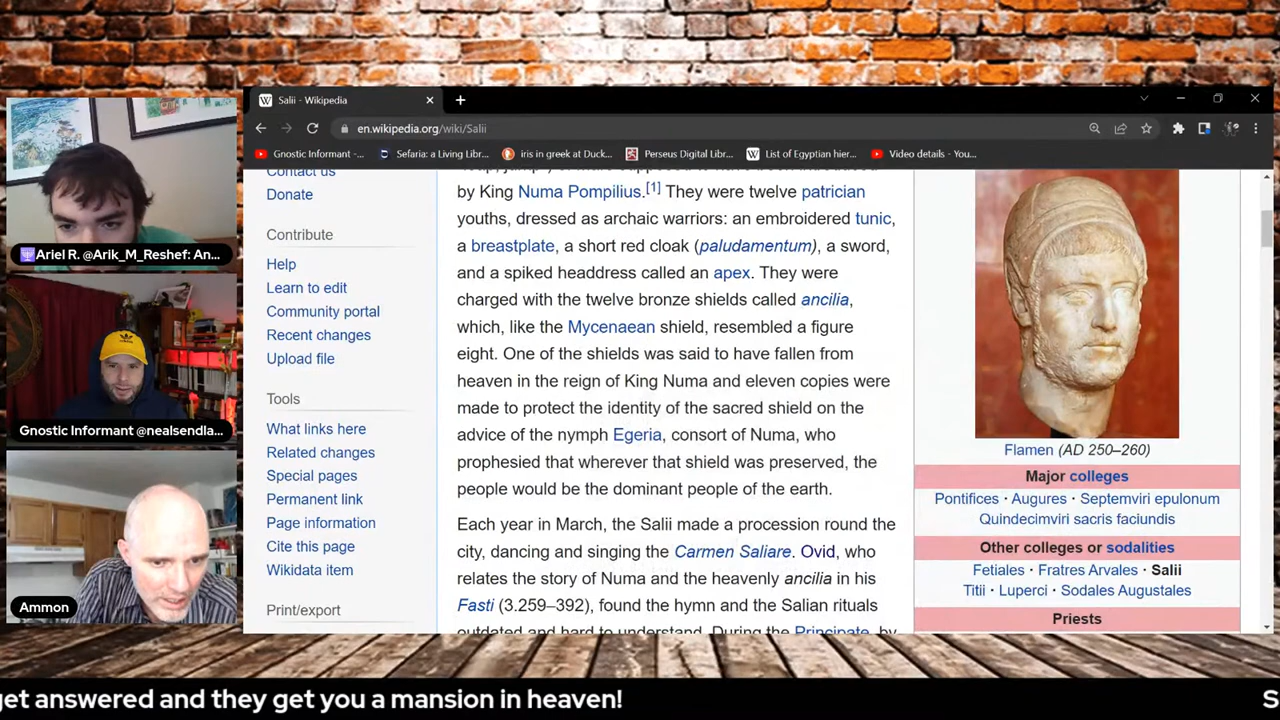 Salii - Wikipedia
en.wikipedia.org/wiki/Salii
Gnostic Informant -...
Sefaria: a Living Libr...
iris in greek at Duck...
Perseus Digital Libr...
List of Egyptian hier...
Video details - You...
Ariel R. @Arik_M_Reshef: An...
Gnostic Informant @nealsendla...
Ammon
Contact us
Donate
Contribute
Help
Learn to edit
Community portal
Recent changes
Upload file
Tools
What links here
Related changes
Special pages
Permanent link
Page information
Cite this page
Wikidata item
Print/export
by King Numa Pompilius.[1] They were twelve patrician
youths, dressed as archaic warriors: an embroidered tunic,
a breastplate, a short red cloak (paludamentum), a sword,
and a spiked headdress called an apex. They were
charged with the twelve bronze shields called ancilia,
which, like the Mycenaean shield, resembled a figure
eight. One of the shields was said to have fallen from
heaven in the reign of King Numa and eleven copies were
made to protect the identity of the sacred shield on the
advice of the nymph Egeria, consort of Numa, who
prophesied that wherever that shield was preserved, the
people would be the dominant people of the earth.
Each year in March, the Salii made a procession round the
city, dancing and singing the Carmen Saliare. Ovid, who
relates the story of Numa and the heavenly ancilia in his
Fasti (3.259–392), found the hymn and the Salian rituals
outdated and hard to understand. During the Principate, by
Flamen (AD 250–260)
Major colleges
Pontifices · Augures · Septemviri epulonum
Quindecimviri sacris faciundis
Other colleges or sodalities
Fetiales · Fratres Arvales · Salii
Titii · Luperci · Sodales Augustales
Priests
get answered and they get you a mansion in heaven!
S